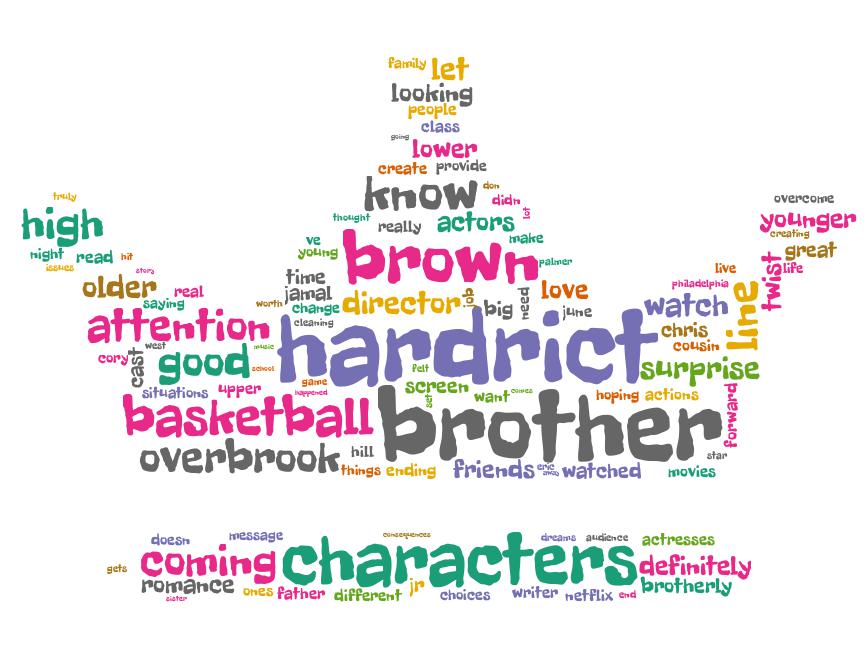 family let
looking
people
class
going
lower
create provide
truly
know don
overcome
high
didn
thought really actors lot
younger
creating
night read hit
ve
young
brown
make
palmer
great
issues story
older
time
live
twist
life
real
saying
jamal
worth change director job big need love june
philadelphia
watch
line
attention
cleaning
hardrict
chris
cousin
cory cast west good music school
felt
surprise
situations upper game happened
screen set want comes
hoping actions
forward
basketball
brother
overbrook hill
star
things ending friends eric watched movies
doesn message consequences dreams audience actresses
gets coming characters definitely
romance ones father different jr choices writer netflix end brotherly
sister